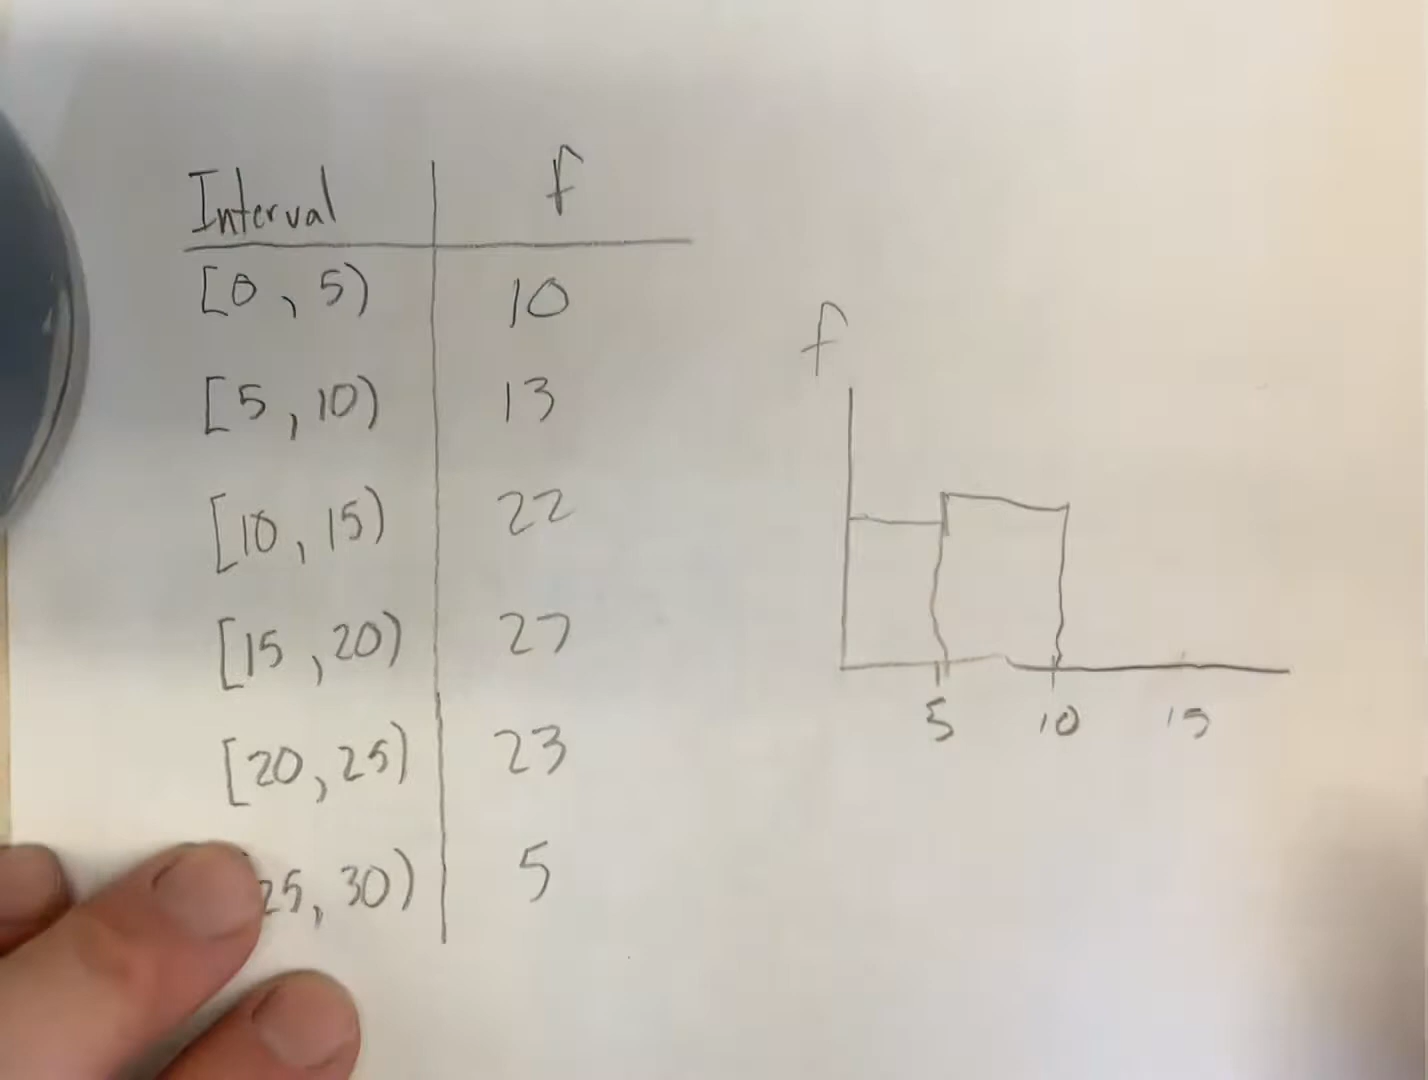 Interval f
[0, 5) 10
[5, 10) 13
[10, 15) 22
[15, 20) 27
[20, 25) 23
25, 30) 5
f
5 10 15